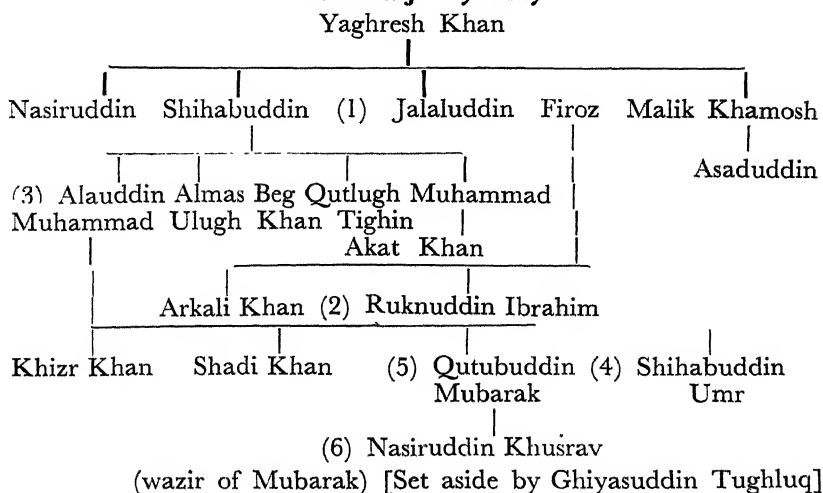 Yaghresh Khan
Nasiruddin Shihabuddin (1) Jalaluddin Firoz Malik Khamosh
Asaduddin
(3) Alauddin Almas Beg Qutlugh Muhammad
Muhammad Ulugh Khan Tighin
Akat Khan
Arkali Khan (2) Ruknuddin Ibrahim
Khizr Khan Shadi Khan (5) Qutubuddin (4) Shihabuddin
Mubarak Umr
(6) Nasiruddin Khusrav
(wazir of Mubarak) [Set aside by Ghiyasuddin Tughluq]